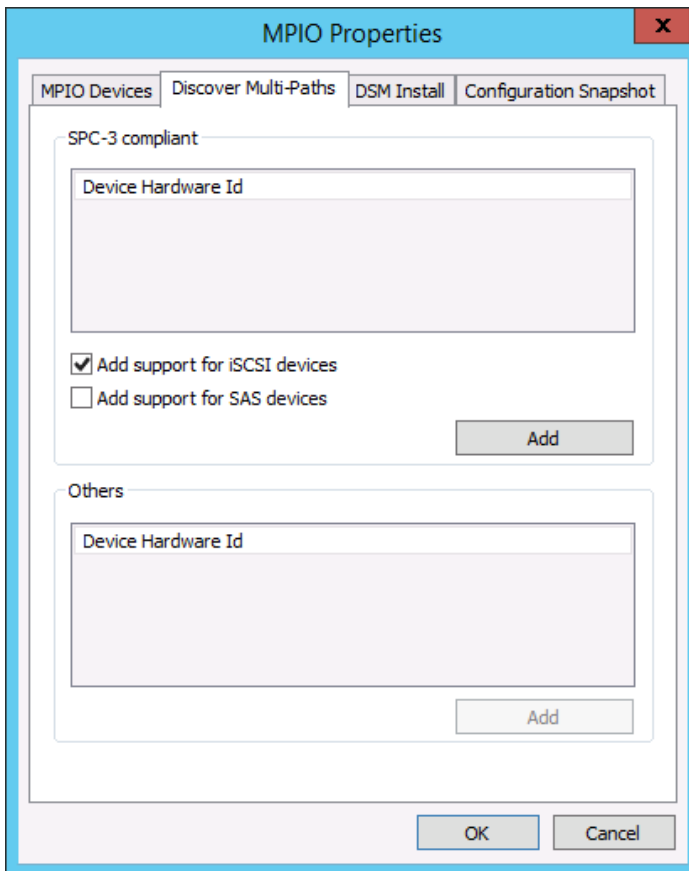 MPIO Properties
x
MPIO Devices Discover Multi-Paths DSM Install Configuration Snapshot
SPC-3 compliant
Device Hardware Id
Add support for iSCSI devices
Add support for SAS devices
Add
Others
Device Hardware Id
Add
OK Cancel